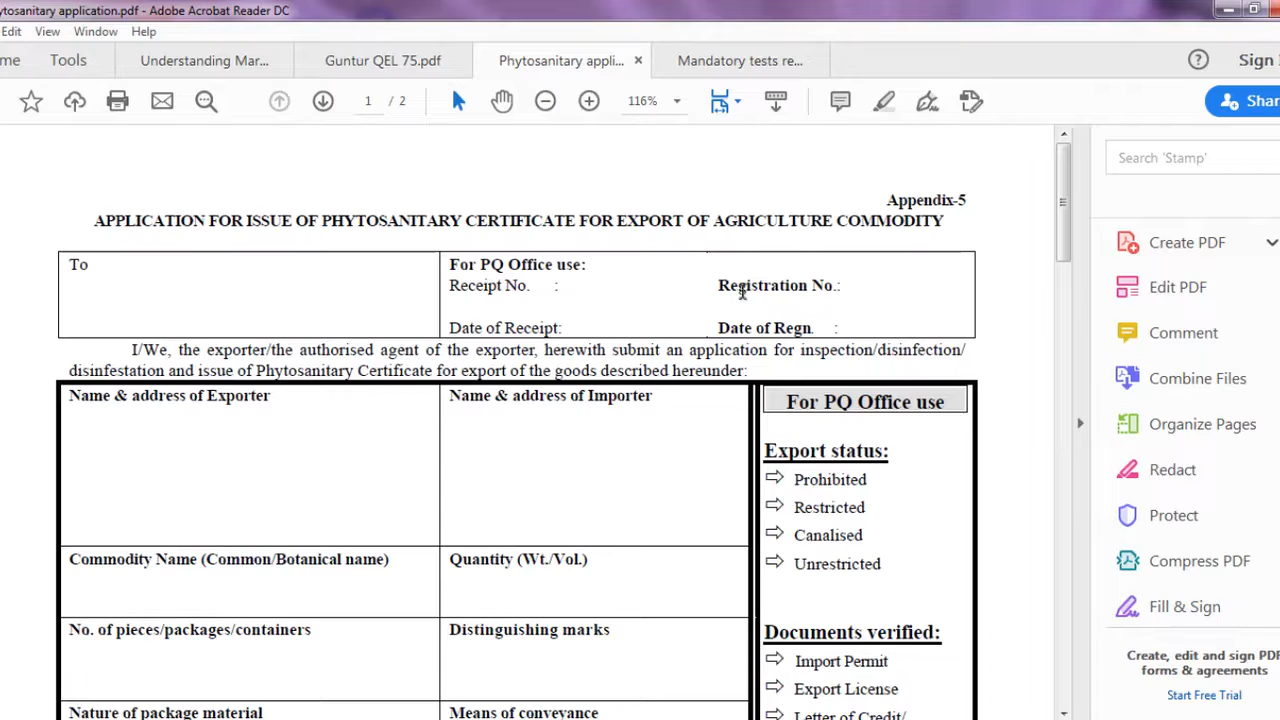 ytosanitary application.pdf - Adobe Acrobat Reader DC
Edit View Window Help
me Tools Understanding Mar... Guntur QEL 75.pdf Phytosanitary appli... × Mandatory tests re... Sign
1 / 2 116% Shar
Search 'Stamp'
Appendix-5
APPLICATION FOR ISSUE OF PHYTOSANITARY CERTIFICATE FOR EXPORT OF AGRICULTURE COMMODITY
To
For PQ Office use:
Receipt No. : Registration No.:
Date of Receipt: Date of Regn. :
I/We, the exporter/the authorised agent of the exporter, herewith submit an application for inspection/disinfection/
disinfestation and issue of Phytosanitary Certificate for export of the goods described hereunder:
Name & address of Exporter
Name & address of Importer
Commodity Name (Common/Botanical name)
Quantity (Wt./Vol.)
No. of pieces/packages/containers
Distinguishing marks
Nature of package material
Means of conveyance
For PQ Office use
Export status:
⇨ Prohibited
⇨ Restricted
⇨ Canalised
⇨ Unrestricted
Documents verified:
⇨ Import Permit
⇨ Export License
⇨ Letter of Credit/
Create PDF
Edit PDF
Comment
Combine Files
Organize Pages
Redact
Protect
Compress PDF
Fill & Sign
Create, edit and sign PDF
forms & agreements
Start Free Trial